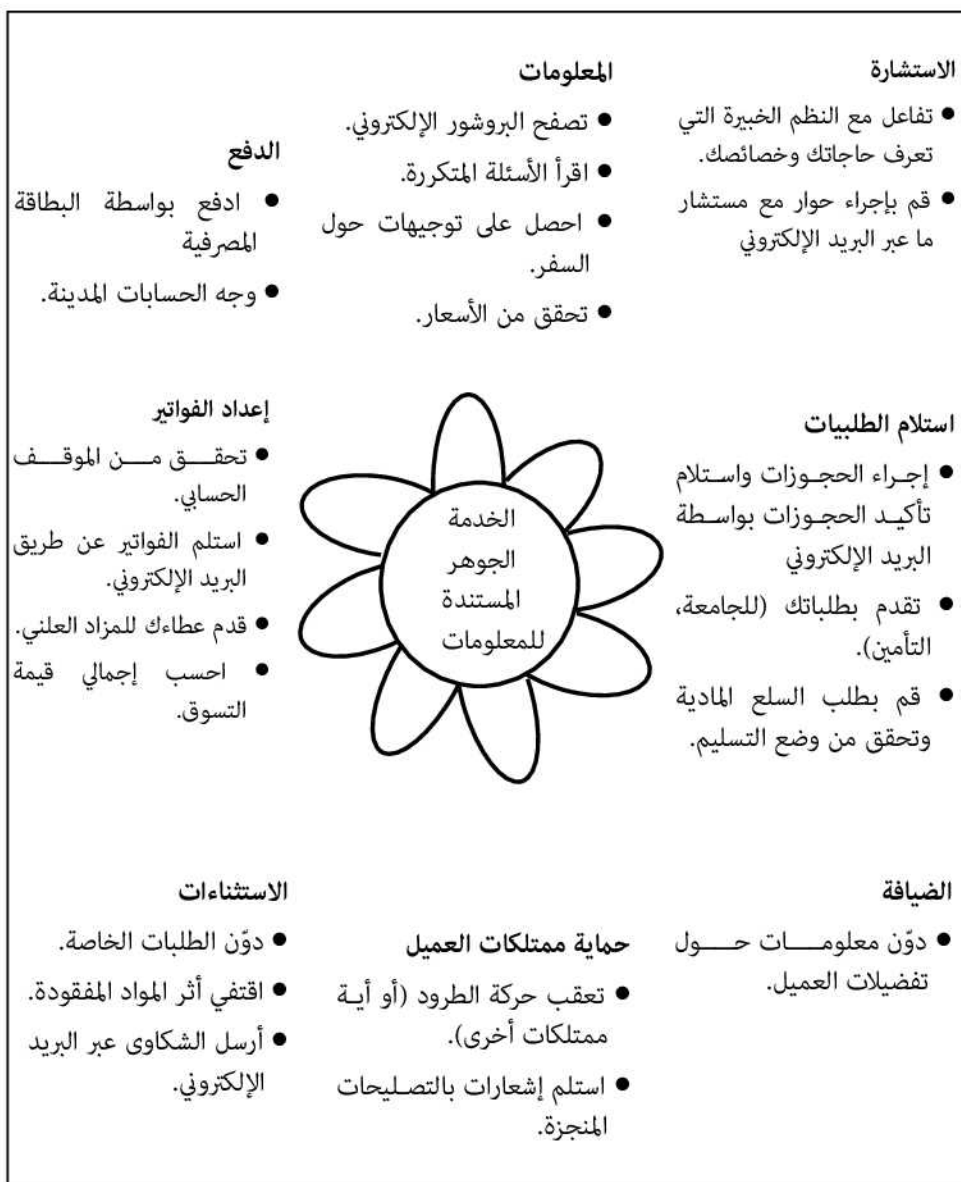 الاستشارة
● تفاعل مع النظم الخبيرة التي
تعرف حاجاتك وخصائصك.
● قم بإجراء حوار مع مستشار
ما عبر البريد الإلكتروني
المعلومات
● تصفح البروشور الإلكتروني.
● اقرأ الأسئلة المتكررة.
● احصل على توجيهات حول
السفر.
● تحقق من الأسعار.
الدفع
● ادفع بواسطة البطاقة
المصرفية
● وجه الحسابات المدينة.
استلام الطلبيات
● إجراء الحجوزات واستلام
تأكيد الحجوزات بواسطة
البريد الإلكتروني
● تقدم بطلباتك (للجامعة،
التأمين).
● قم بطلب السلع المادية
وتحقق من وضع التسليم.
الخدمة
الجوهر
المستندة
للمعلومات
إعداد الفواتير
● تحقق من الموقف
الحسابي.
● استلم الفواتير عن طريق
البريد الإلكتروني.
● قدم عطاءك للمزاد العلني.
● احسب إجمالي قيمة
التسوق.
الضيافة
● دوّن معلومات حول
تفضيلات العميل.
حماية ممتلكات العميل
● تعقب حركة الطرود (أو أية
ممتلكات أخرى).
● استلم إشعارات بالتصليحات
المنجزة.
الاستثناءات
● دوّن الطلبات الخاصة.
● اقتفي أثر المواد المفقودة.
● أرسل الشكاوى عبر البريد
الإلكتروني.